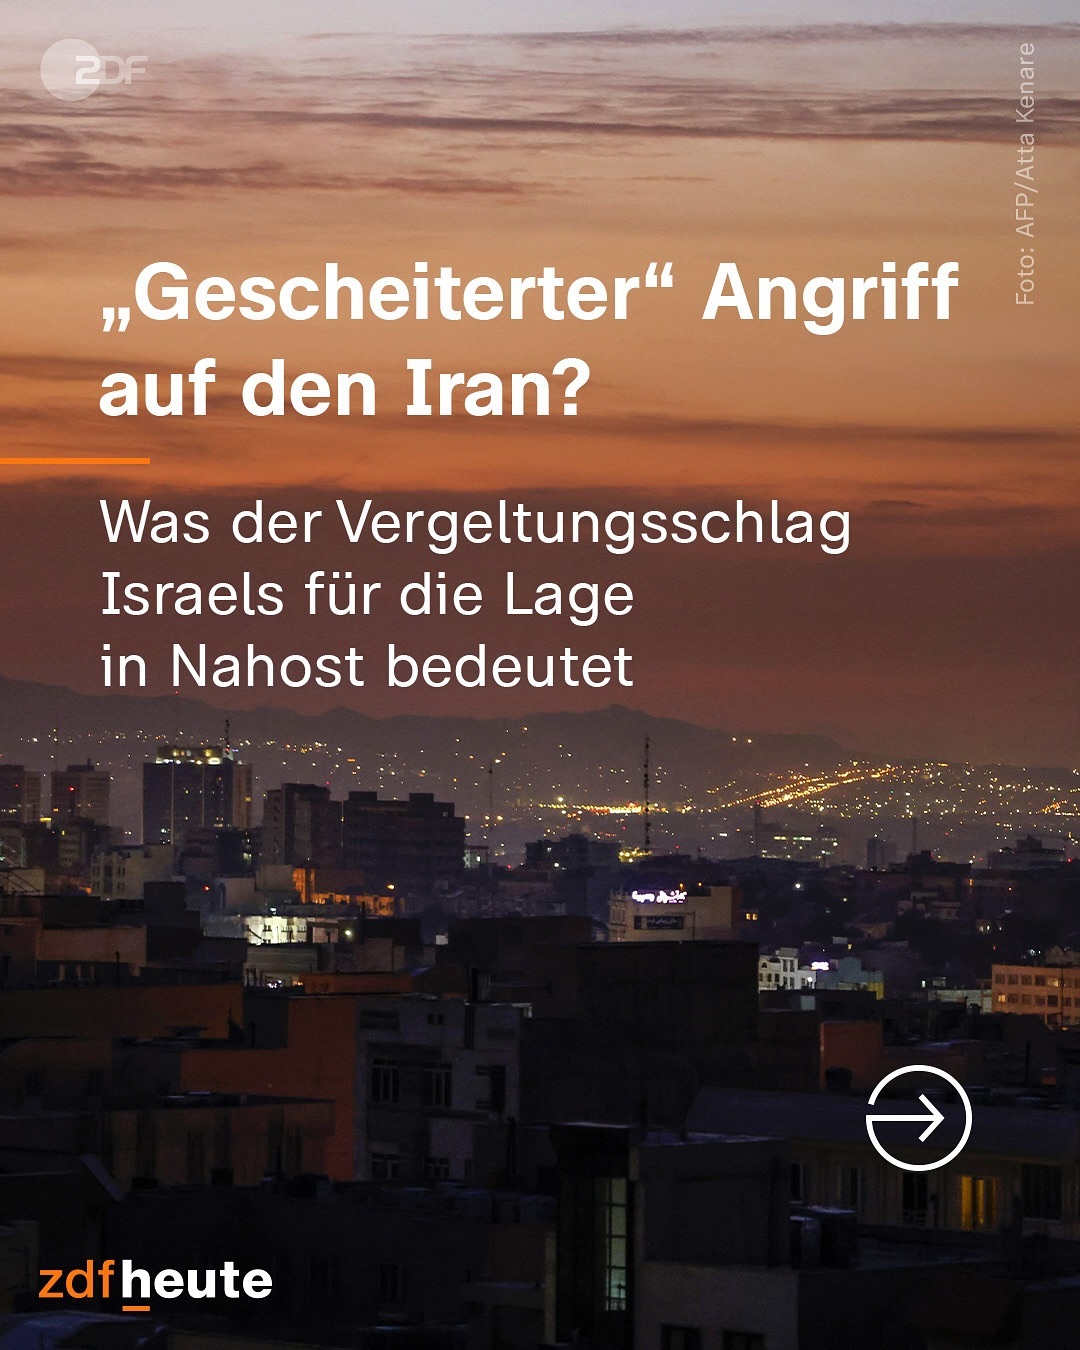 ZDF
Foto: AFP/Atta Kenare
„Gescheiterter“ Angriff
auf den Iran?
Was der Vergeltungsschlag
Israels für die Lage
in Nahost bedeutet
zdfheute